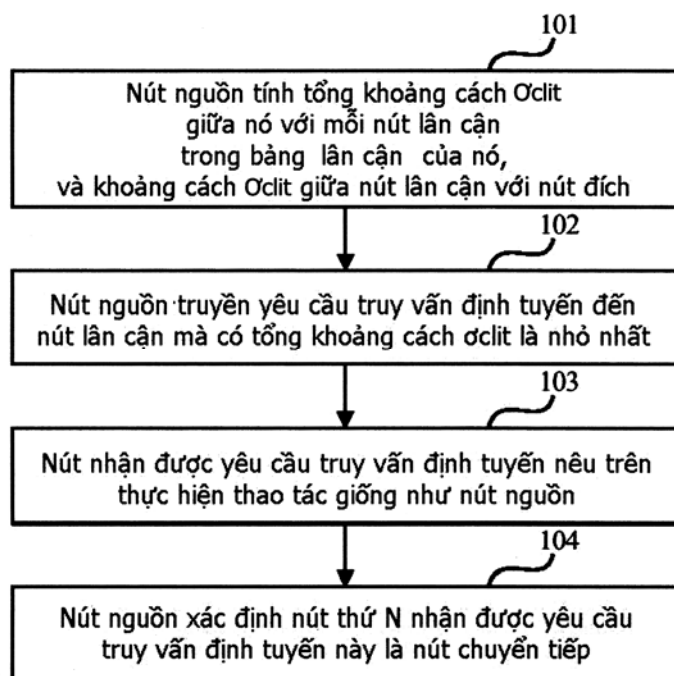 101
Nút nguồn tính tổng khoảng cách Ơclit
giữa nó với mỗi nút lân cận
trong bảng lân cận của nó,
và khoảng cách Ơclit giữa nút lân cận với nút đích
102
Nút nguồn truyền yêu cầu truy vấn định tuyến đến
nút lân cận mà có tổng khoảng cách ơclit là nhỏ nhất
103
Nút nhận được yêu cầu truy vấn định tuyến nêu trên
thực hiện thao tác giống như nút nguồn
104
Nút nguồn xác định nút thứ N nhận được yêu cầu
truy vấn định tuyến này là nút chuyển tiếp